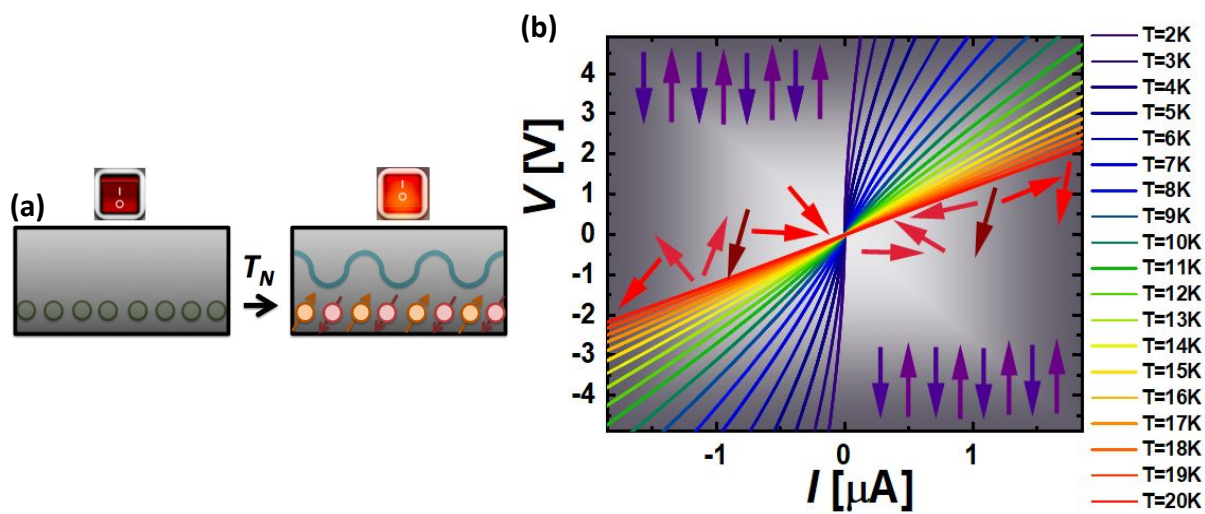 (a)
I
O
I
O
T_N
(b)
V [V]
4
3
2
1
0
-1
-2
-3
-4
-1
0
1
I [μA]
T=2K
T=3K
T=4K
T=5K
T=6K
T=7K
T=8K
T=9K
T=10K
T=11K
T=12K
T=13K
T=14K
T=15K
T=16K
T=17K
T=18K
T=19K
T=20K